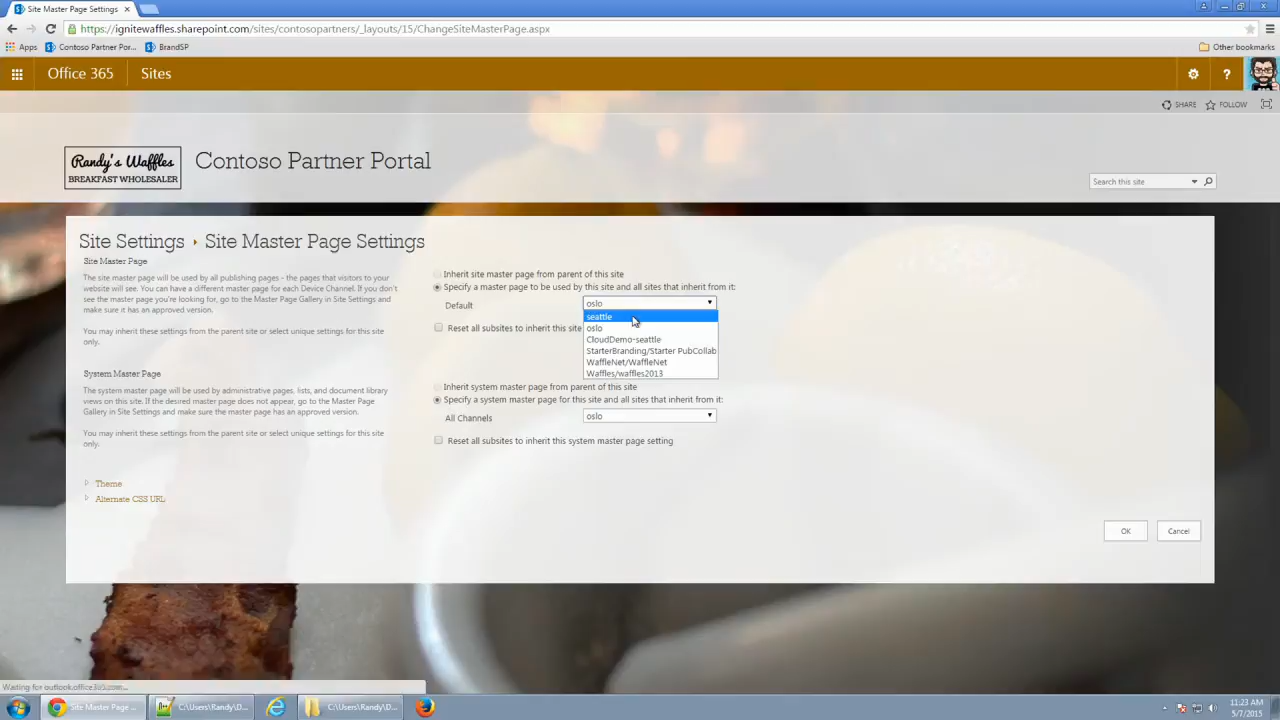 Site Master Page Settings
https://ignitewaffles.sharepoint.com/sites/contosopartners/_layouts/15/ChangeSiteMasterPage.aspx
Apps
Contoso Partner Por...
BrandSP
Other bookmarks
Office 365
Sites
?
SHARE
FOLLOW
Randy's Waffles
BREAKFAST WHOLESALER
Contoso Partner Portal
Search this site
Site Settings
Site Master Page Settings
Site Master Page
The site master page will be used by all publishing pages - the pages that visitors to your
website will see. You can have a different master page for each Device Channel. If you don't
see the master page you're looking for, go to the Master Page Gallery in Site Settings and
make sure it has an approved version.
You may inherit these settings from the parent site or select unique settings for this site
only.
Inherit site master page from parent of this site
Specify a master page to be used by this site and all sites that inherit from it:
Default
oslo
seattle
oslo
CloudDemo-seattle
StarterBranding/Starter PubCollab
WaffleNet/WaffleNet
Waffles/waffles2013
Reset all subsites to inherit this site
System Master Page
The system master page will be used by administrative pages, lists, and document library
views on this site. If the desired master page does not appear, go to the Master Page
Gallery in Site Settings and make sure the master page has an approved version.
You may inherit these settings from the parent site or select unique settings for this site
only.
Inherit system master page from parent of this site
Specify a system master page for this site and all sites that inherit from it:
All Channels
oslo
Reset all subsites to inherit this system master page setting
Theme
Alternate CSS URL
OK
Cancel
Waiting for outlook.office365.com...
Site Master Page ...
C:\Users\Randy\D...
C:\Users\Randy\D...
11:23 AM
5/7/2015